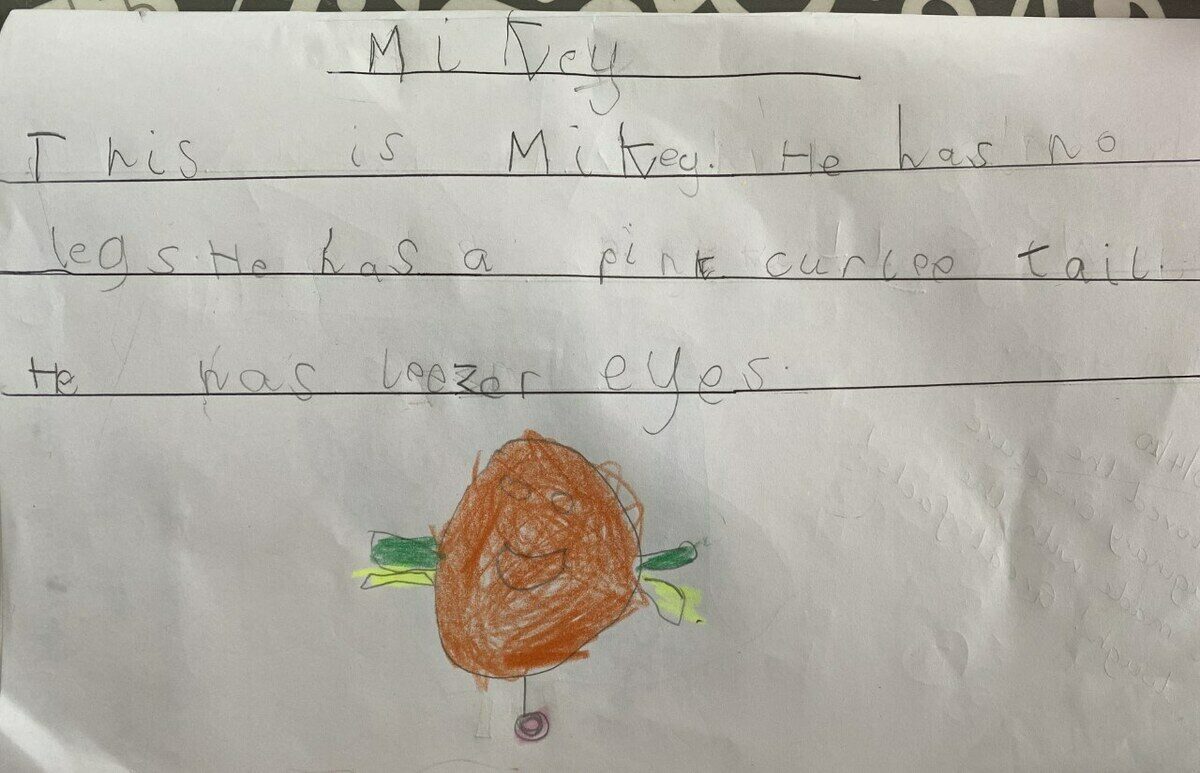 Mikey
This is Mikey. He has no
legs. He has a pink curlee tail.
He has leezer eyes.